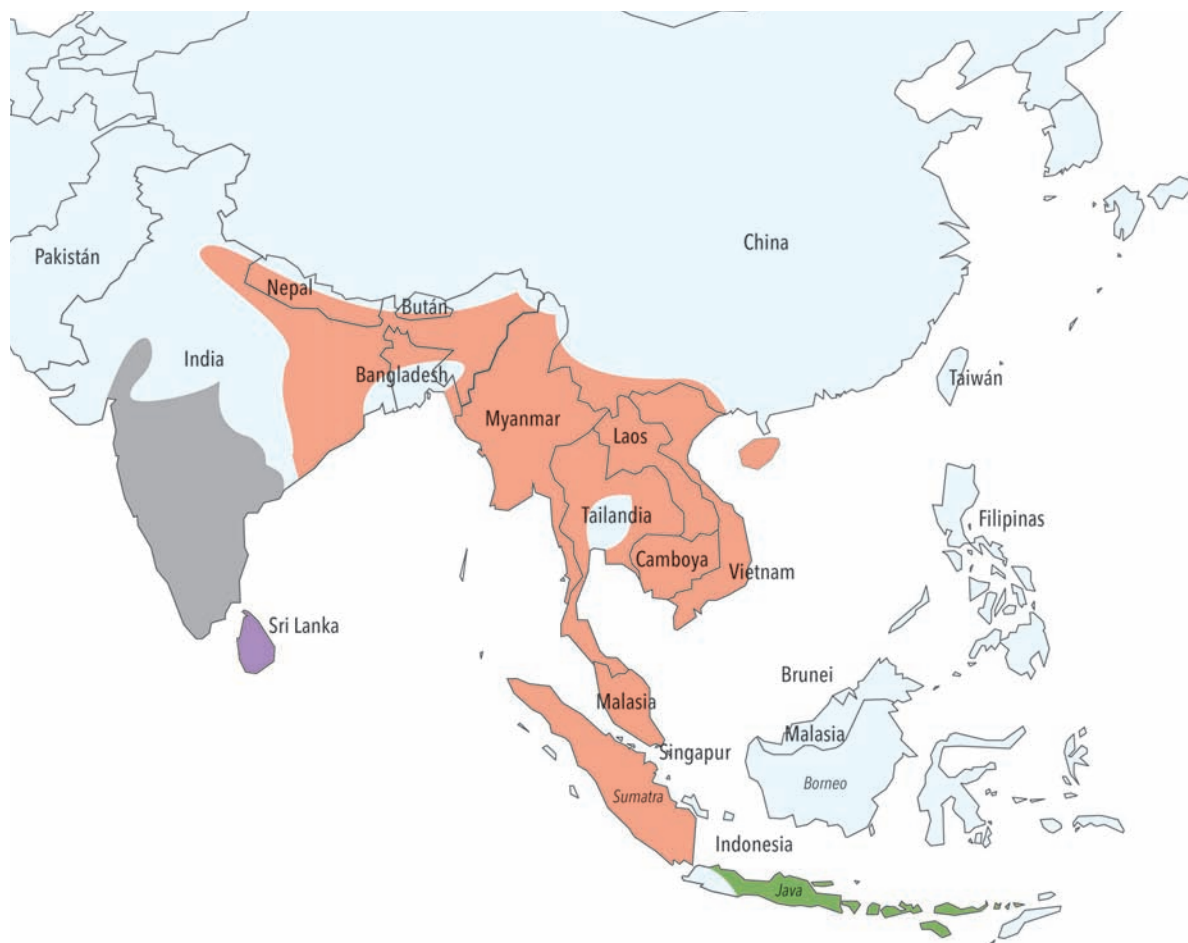 China
Pakistán
Nepal
Bután
India
Bangladesh
Taiwán
Myanmar
Laos
Tailandia
Filipinas
Camboya
Vietnam
Sri Lanka
Brunei
Malasia
Malasia
Singapur
Borneo
Sumatra
Indonesia
Java